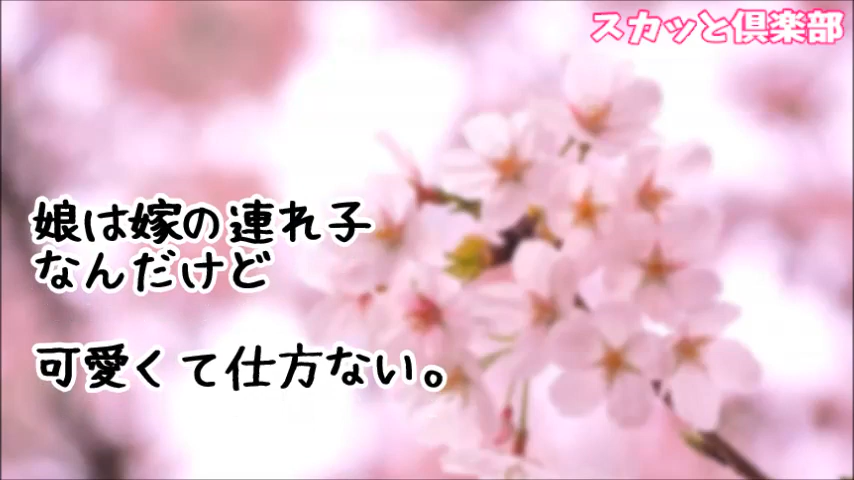 スカッと倶楽部
娘は嫁の連れ子
なんだけど
可愛くて仕方ない。